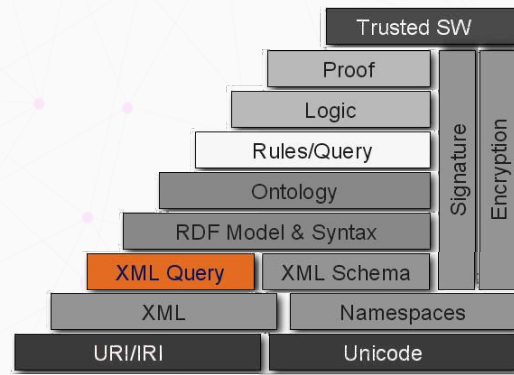 Trusted SW
Proof
Logic
Rules/Query
Ontology
RDF Model & Syntax
XML Query
XML Schema
XML
Namespaces
URI/IRI
Unicode
Signature
Encryption